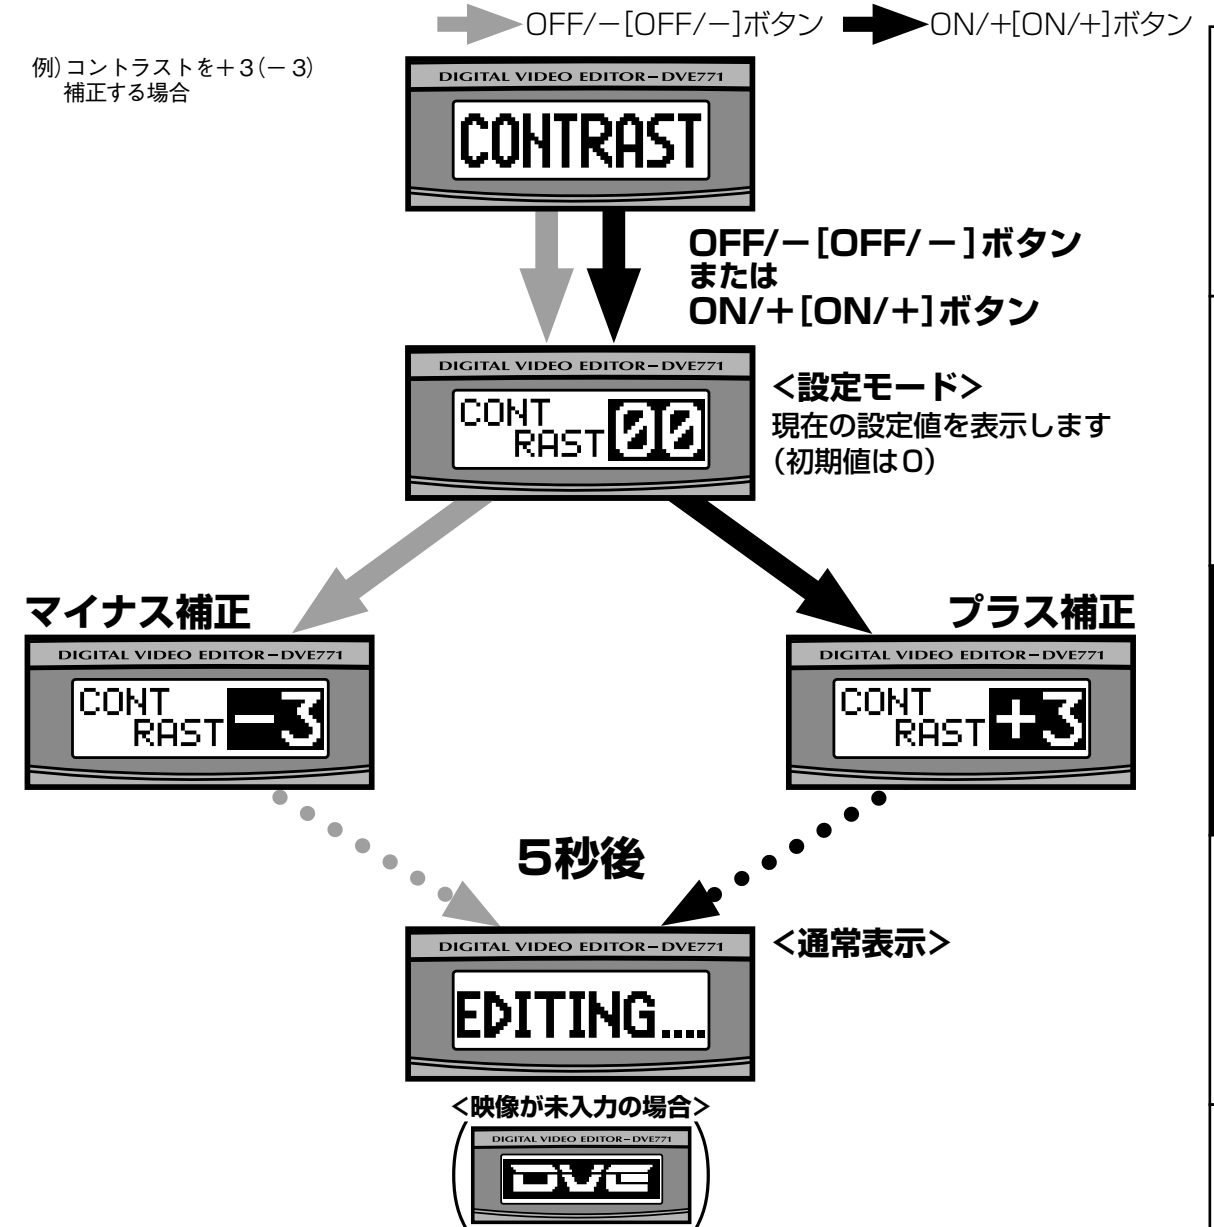 OFF/−[OFF/−]ボタン ON/+[ON/+]ボタン
例)コントラストを+3(−3)
補正する場合
DIGITAL VIDEO EDITOR−DVE771
CONTRAST
OFF/−[OFF/−]ボタン
または
ON/+[ON/+]ボタン
DIGITAL VIDEO EDITOR−DVE771
CONT
RAST 00
<設定モード>
現在の設定値を表示します
(初期値は0)
マイナス補正
DIGITAL VIDEO EDITOR−DVE771
CONT
RAST −3
プラス補正
DIGITAL VIDEO EDITOR−DVE771
CONT
RAST +3
5秒後
DIGITAL VIDEO EDITOR−DVE771
EDITING....
<通常表示>
<映像が未入力の場合>
DIGITAL VIDEO EDITOR−DVE771
DVE